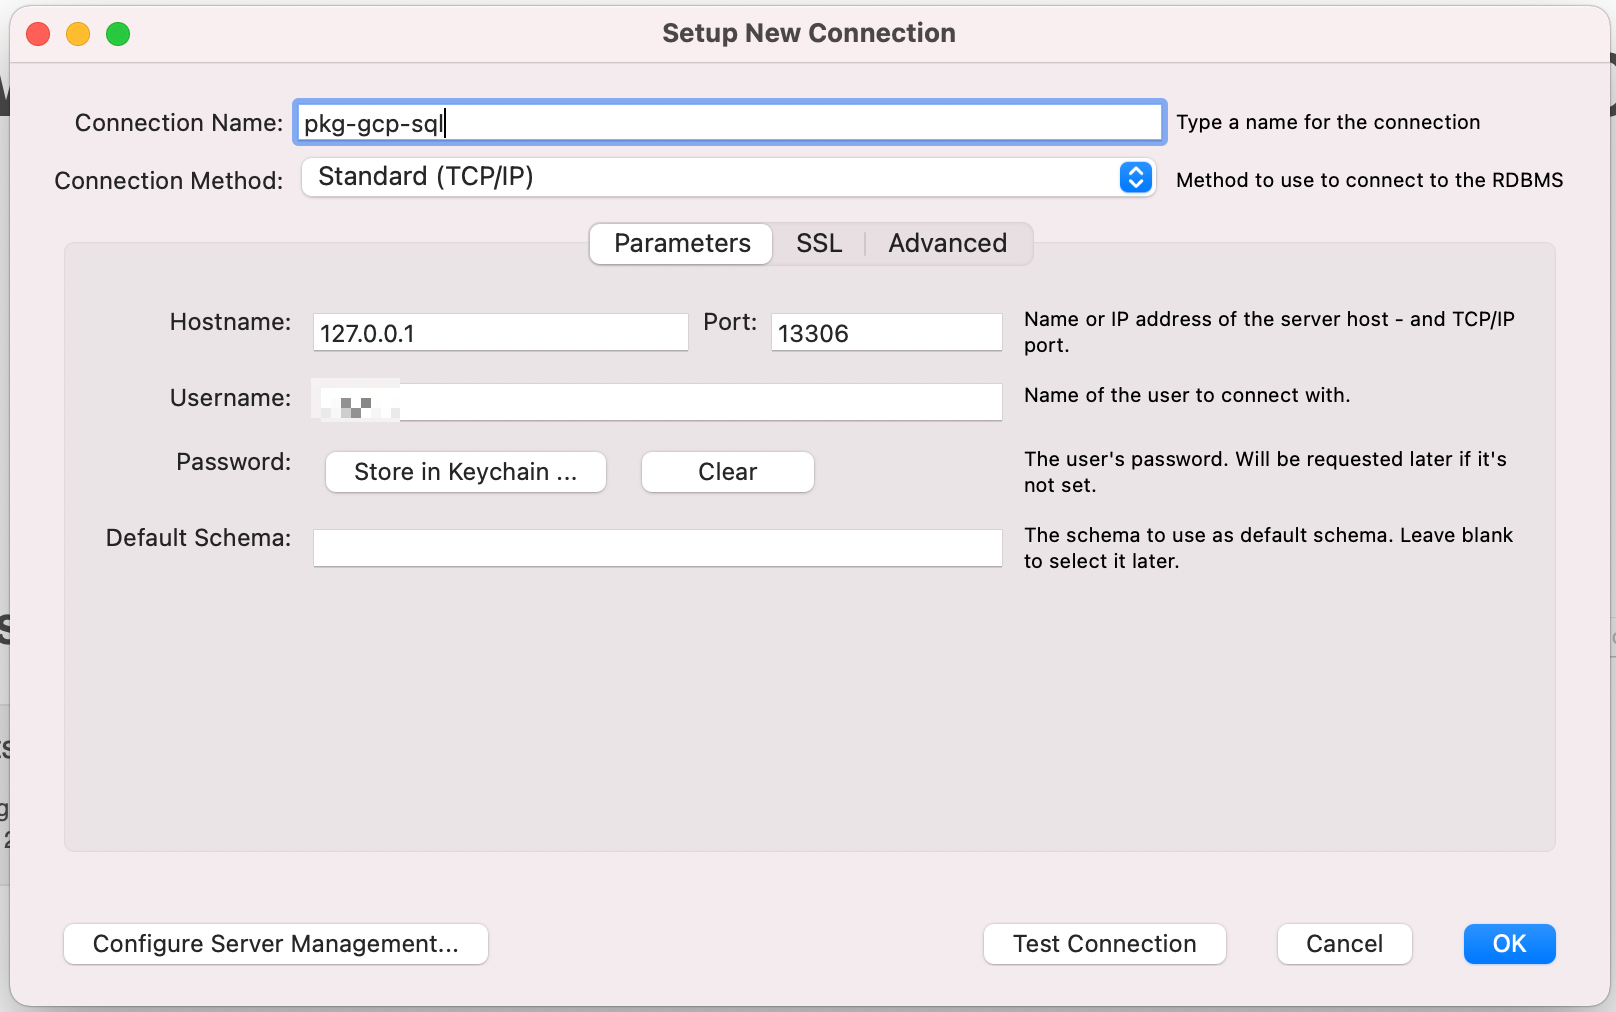 Setup New Connection
Connection Name: pkg-gcp-sql Type a name for the connection
Connection Method: Standard (TCP/IP) Method to use to connect to the RDBMS
Parameters SSL Advanced
Hostname: 127.0.0.1 Port: 13306 Name or IP address of the server host - and TCP/IP
port.
Username: Name of the user to connect with.
Password: Store in Keychain ... Clear The user's password. Will be requested later if it's
not set.
Default Schema: The schema to use as default schema. Leave blank
to select it later.
Configure Server Management... Test Connection Cancel OK